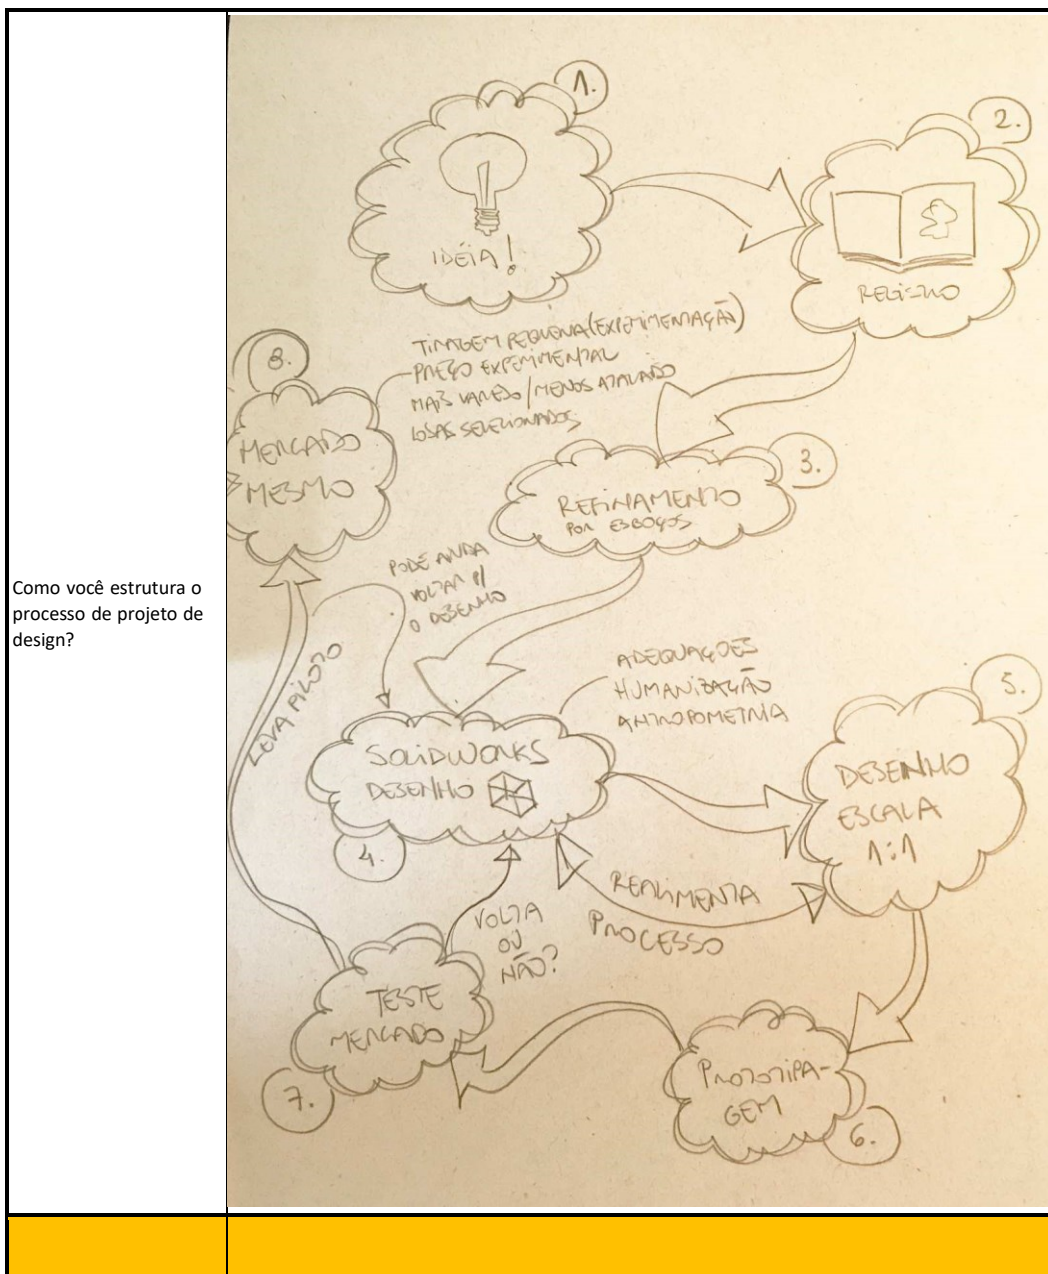 Como você estrutura o
processo de projeto de
design?
1.
IDÉIA!
2.
REGISTRO
TIRAGEM PEQUENA (EXPERIMENTAÇÃO)
PREÇO EXPERIMENTAL
MAIS VAREJO / MENOS ATACADO
LOJAS SELECIONADAS
8.
MERCADO
MESMO
3.
REFINAMENTO
POR ESBOÇOS
PODE AINDA
VOLTAR P/
O DESENHO
LEVA PILOTO
ADEQUAÇÕES
HUMANIZAÇÃO
ANTROPOMETRIA
SOLIDWORKS
DESENHO
4.
5.
DESENHO
ESCALA
1:1
REALIMENTA
PROCESSO
VOLTA
OU
NÃO?
TESTE
MERCADO
7.
PROTOTIPA-
GEM
6.